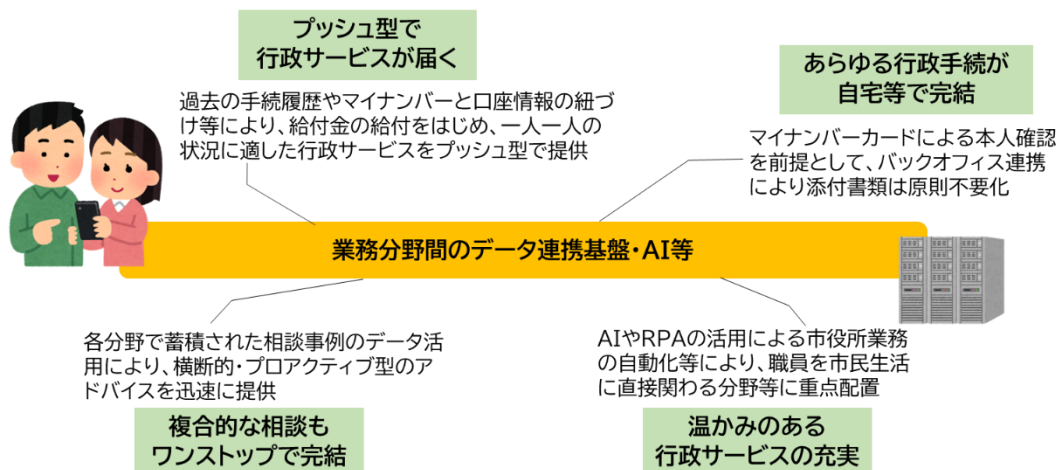 プッシュ型で
行政サービスが届く
過去の手続履歴やマイナンバーと口座情報の紐づ
け等により、給付金の給付をはじめ、一人一人の
状況に適した行政サービスをプッシュ型で提供
あらゆる行政手続が
自宅等で完結
マイナンバーカードによる本人確認
を前提として、バックオフィス連携
により添付書類は原則不要化
業務分野間のデータ連携基盤・AI等
各分野で蓄積された相談事例のデータ活
用により、横断的・プロアクティブ型のア
ドバイスを迅速に提供
複合的な相談も
ワンストップで完結
AIやRPAの活用による市役所業務
の自動化等により、職員を市民生活
に直接関わる分野等に重点配置
温かみのある
行政サービスの充実